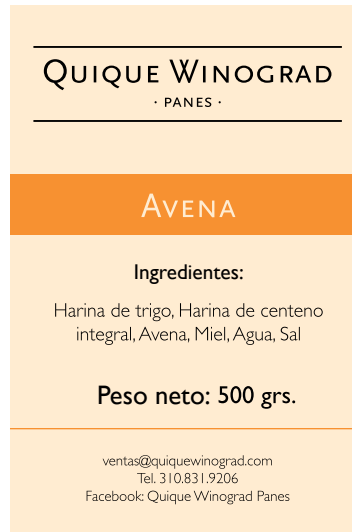 QUIQUE WINOGRAD
· PANES ·
AVENA
Ingredientes:
Harina de trigo, Harina de centeno
integral, Avena, Miel, Agua, Sal
Peso neto: 500 grs.
ventas@quiquewinograd.com
Tel. 310.831.9206
Facebook: Quique Winograd Panes